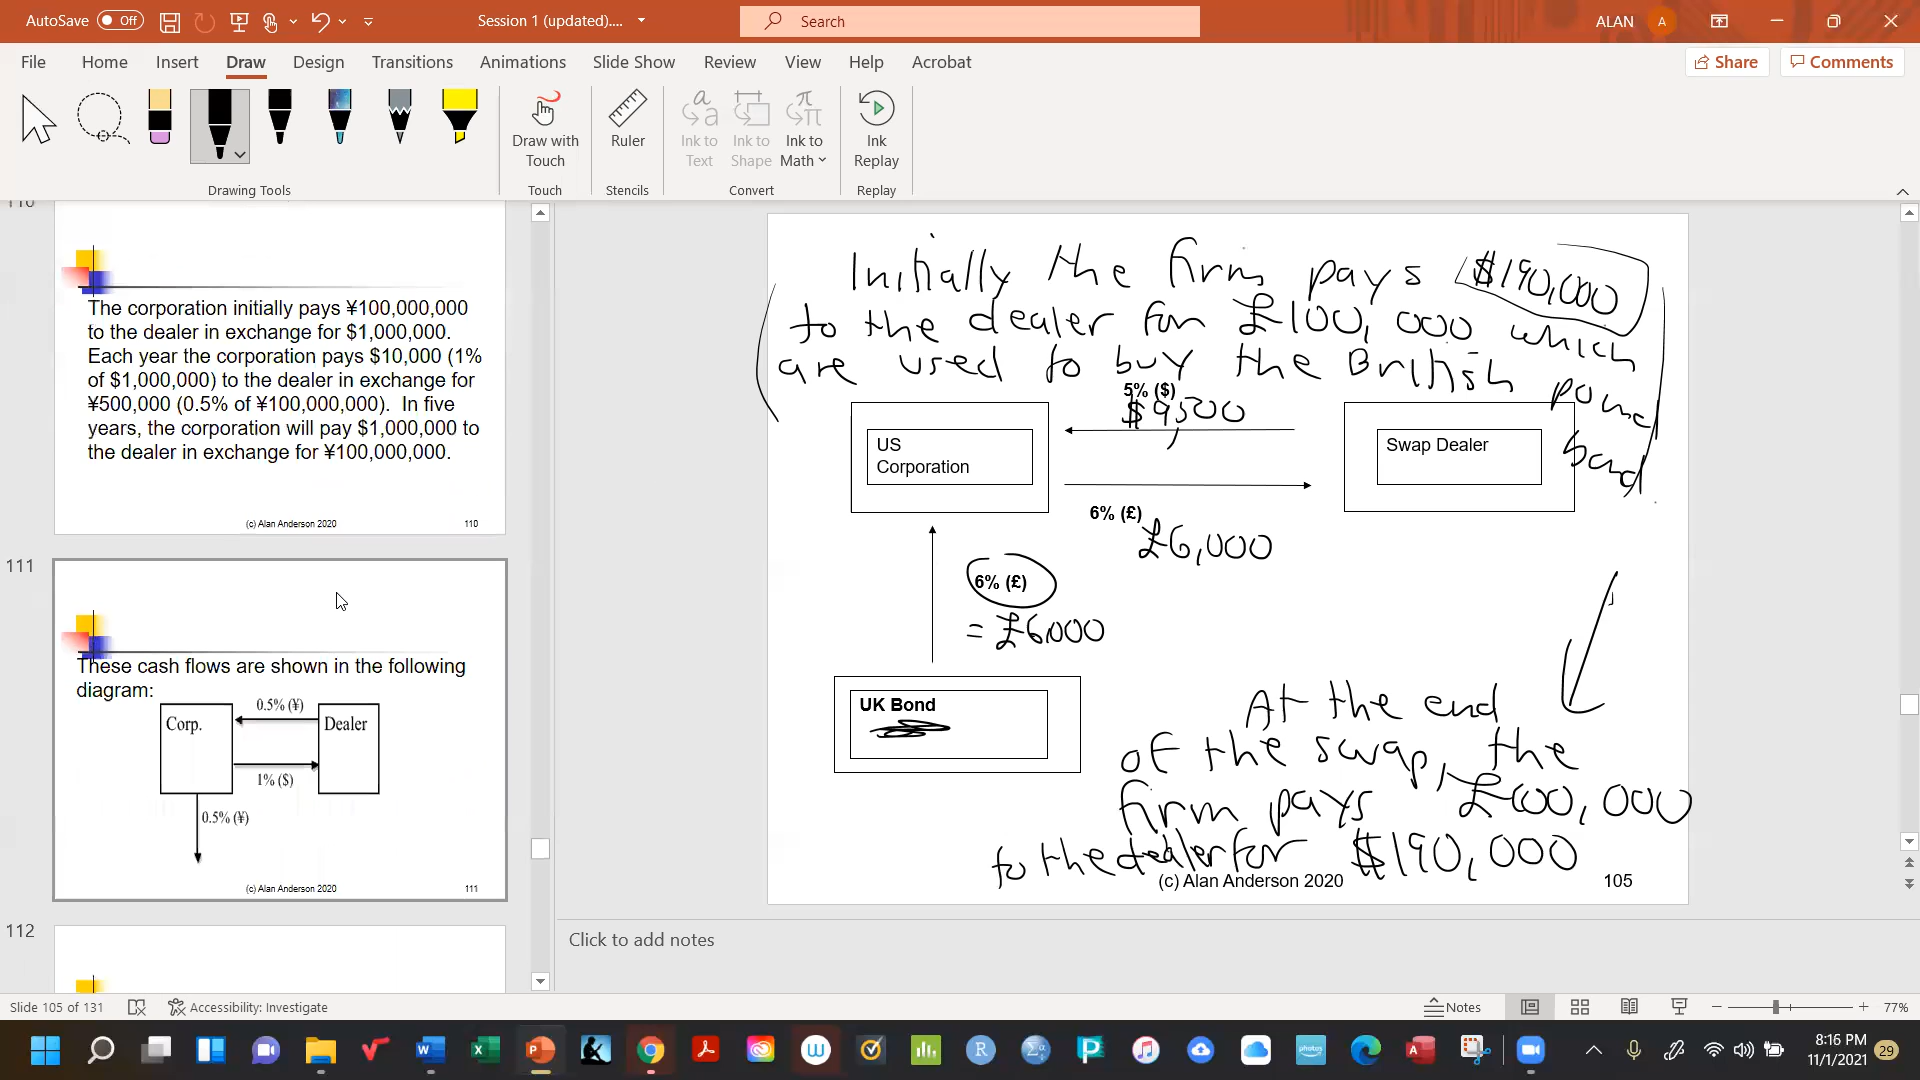 AutoSave Off
Session 1 (updated)....
Search
ALAN
A
File Home Insert Draw Design Transitions Animations Slide Show Review View Help Acrobat
Share
Comments
Draw with Touch
Ruler
Ink to Text
Ink to Shape
Ink to Math
Ink Replay
Drawing Tools
Touch
Stencils
Convert
Replay
110
The corporation initially pays ¥100,000,000
to the dealer in exchange for $1,000,000.
Each year the corporation pays $10,000 (1%
of $1,000,000) to the dealer in exchange for
¥500,000 (0.5% of ¥100,000,000). In five
years, the corporation will pay $1,000,000 to
the dealer in exchange for ¥100,000,000.
(c) Alan Anderson 2020
110
111
These cash flows are shown in the following
diagram:
0.5% (¥)
Corp.
Dealer
1% ($)
0.5% (¥)
(c) Alan Anderson 2020
111
112
Initially the firm pays $190,000
to the dealer for £100,000 which
are used to buy the British pound
bond
5% ($)
$9,500
US
Corporation
Swap Dealer
6% (£)
£6,000
6% (£)
= £6,000
UK Bond
At the end
of the swap, the
firm pays £100,000
to the dealer for $190,000
(c) Alan Anderson 2020
105
Click to add notes
Slide 105 of 131
Accessibility: Investigate
Notes
77%
8:16 PM
11/1/2021
29